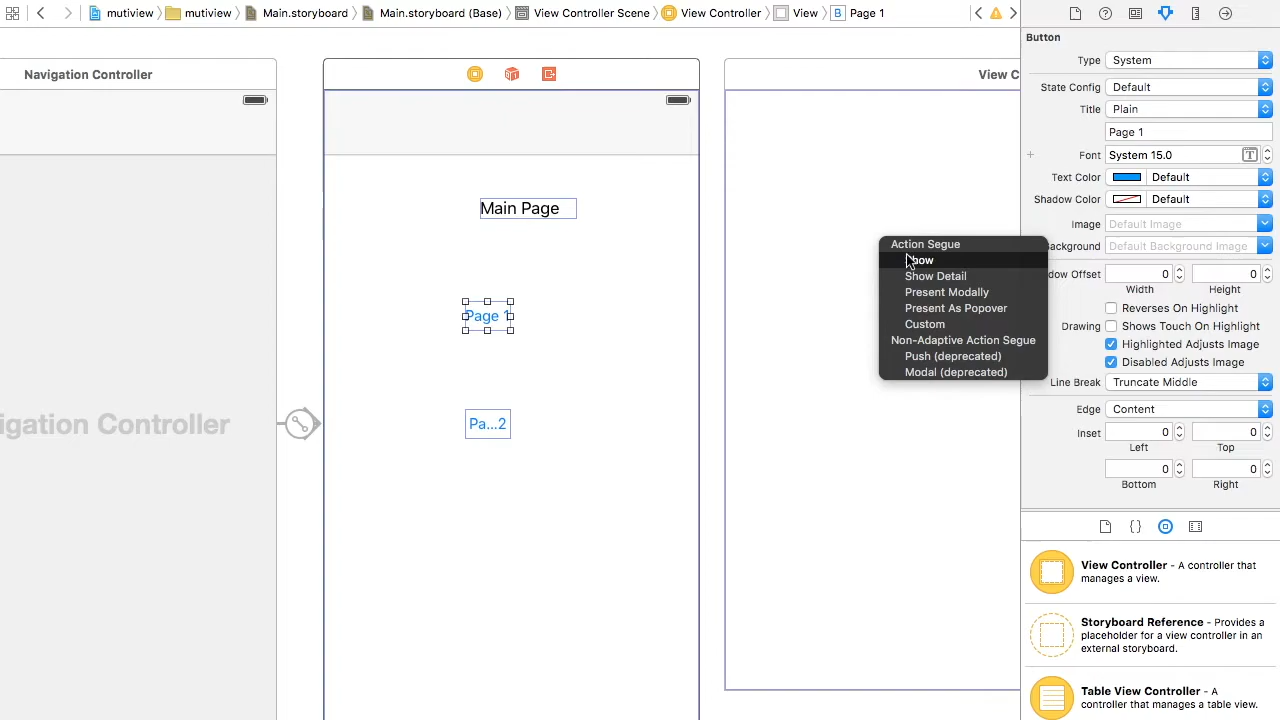 mutiview
mutiview
Main.storyboard
Main.storyboard (Base)
View Controller Scene
View Controller
View
B
Page 1
Navigation Controller
View C
Main Page
Page 1
Pa...2
igation Controller
Action Segue
Show
Show Detail
Present Modally
Present As Popover
Custom
Non-Adaptive Action Segue
Push (deprecated)
Modal (deprecated)
Button
Type
System
State Config
Default
Title
Plain
Page 1
Font
System 15.0
T
Text Color
Default
Shadow Color
Default
Image
Default Image
ackground
Default Background Image
dow Offset
0
0
Width
Height
Reverses On Highlight
Drawing
Shows Touch On Highlight
Highlighted Adjusts Image
Disabled Adjusts Image
Line Break
Truncate Middle
Edge
Content
Inset
0
0
Left
Top
0
0
Bottom
Right
View Controller - A controller that
manages a view.
Storyboard Reference - Provides a
placeholder for a view controller in an
external storyboard.
Table View Controller - A
controller that manages a table view.